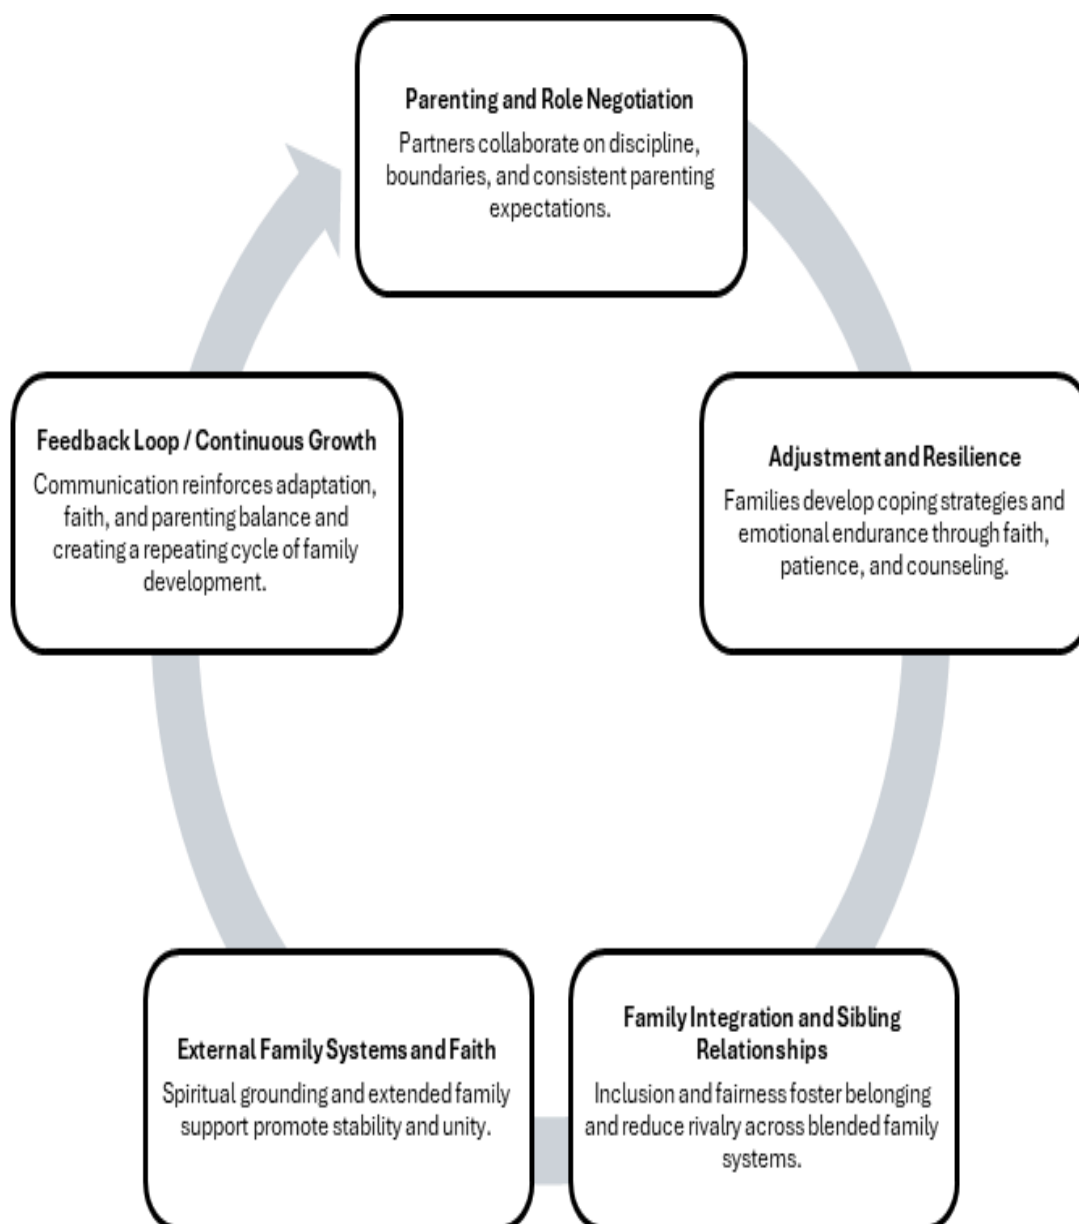 Parenting and Role Negotiation
Partners collaborate on discipline,
boundaries, and consistent parenting
expectations.
Adjustment and Resilience
Families develop coping strategies and
emotional endurance through faith,
patience, and counseling.
Family Integration and Sibling
Relationships
Inclusion and fairness foster belonging
and reduce rivalry across blended family
systems.
External Family Systems and Faith
Spiritual grounding and extended family
support promote stability and unity.
Feedback Loop / Continuous Growth
Communication reinforces adaptation,
faith, and parenting balance and
creating a repeating cycle of family
development.